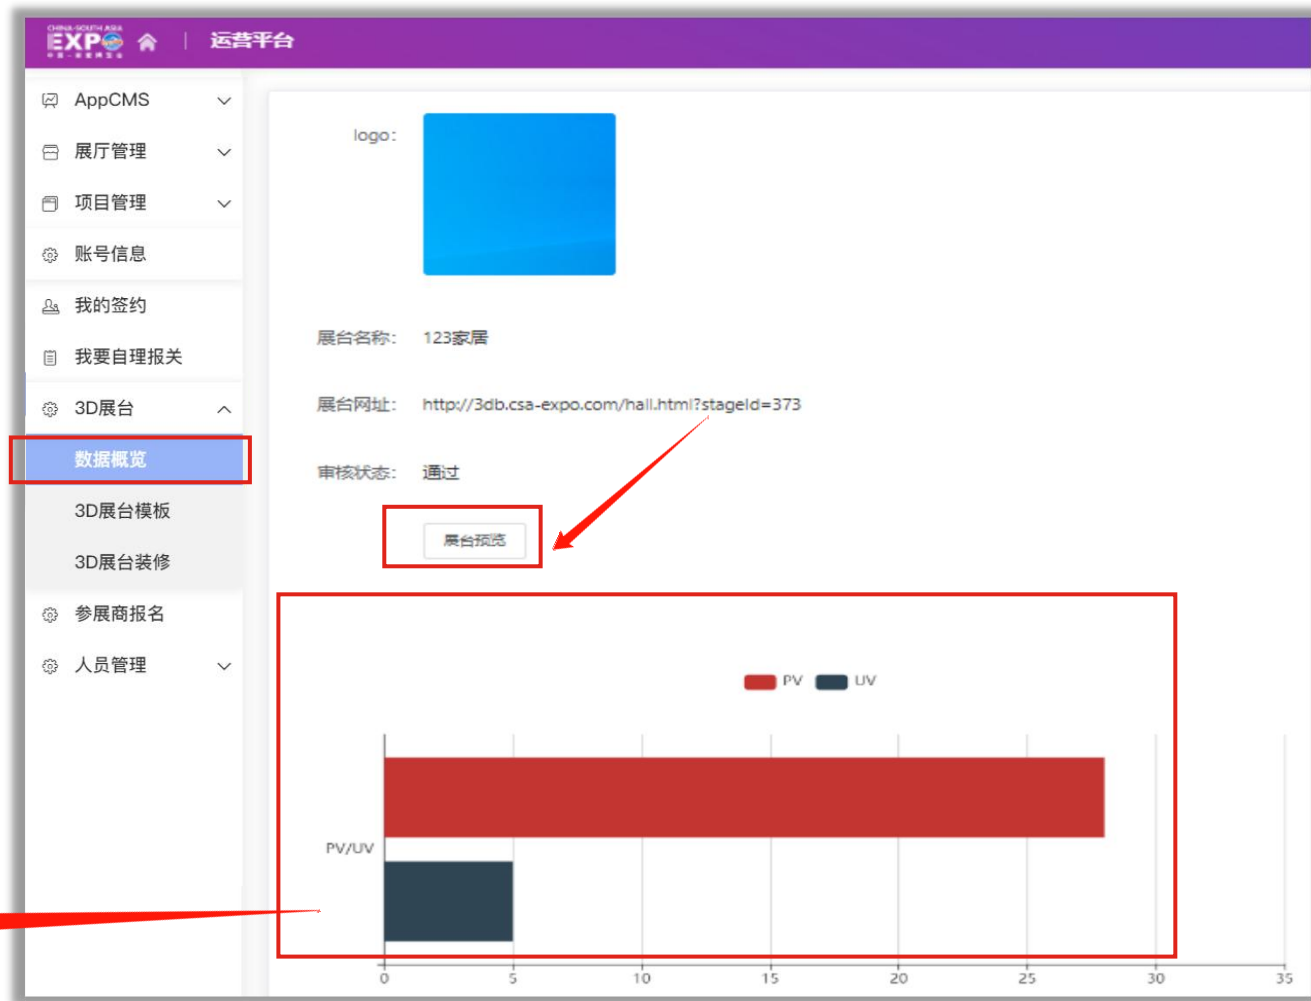 CHINA-SOUTH ASIA
EXPO
运营平台
AppCMS
展厅管理
项目管理
账号信息
我的签约
我要自理报关
3D展台
数据概览
3D展台模板
3D展台装修
参展商报名
人员管理
logo:
展台名称: 123家居
展台网址: http://3db.csa-expo.com/hall.html?stageId=373
审核状态: 通过
展台预览
PV UV
PV/UV
0 5 10 15 20 25 30 35